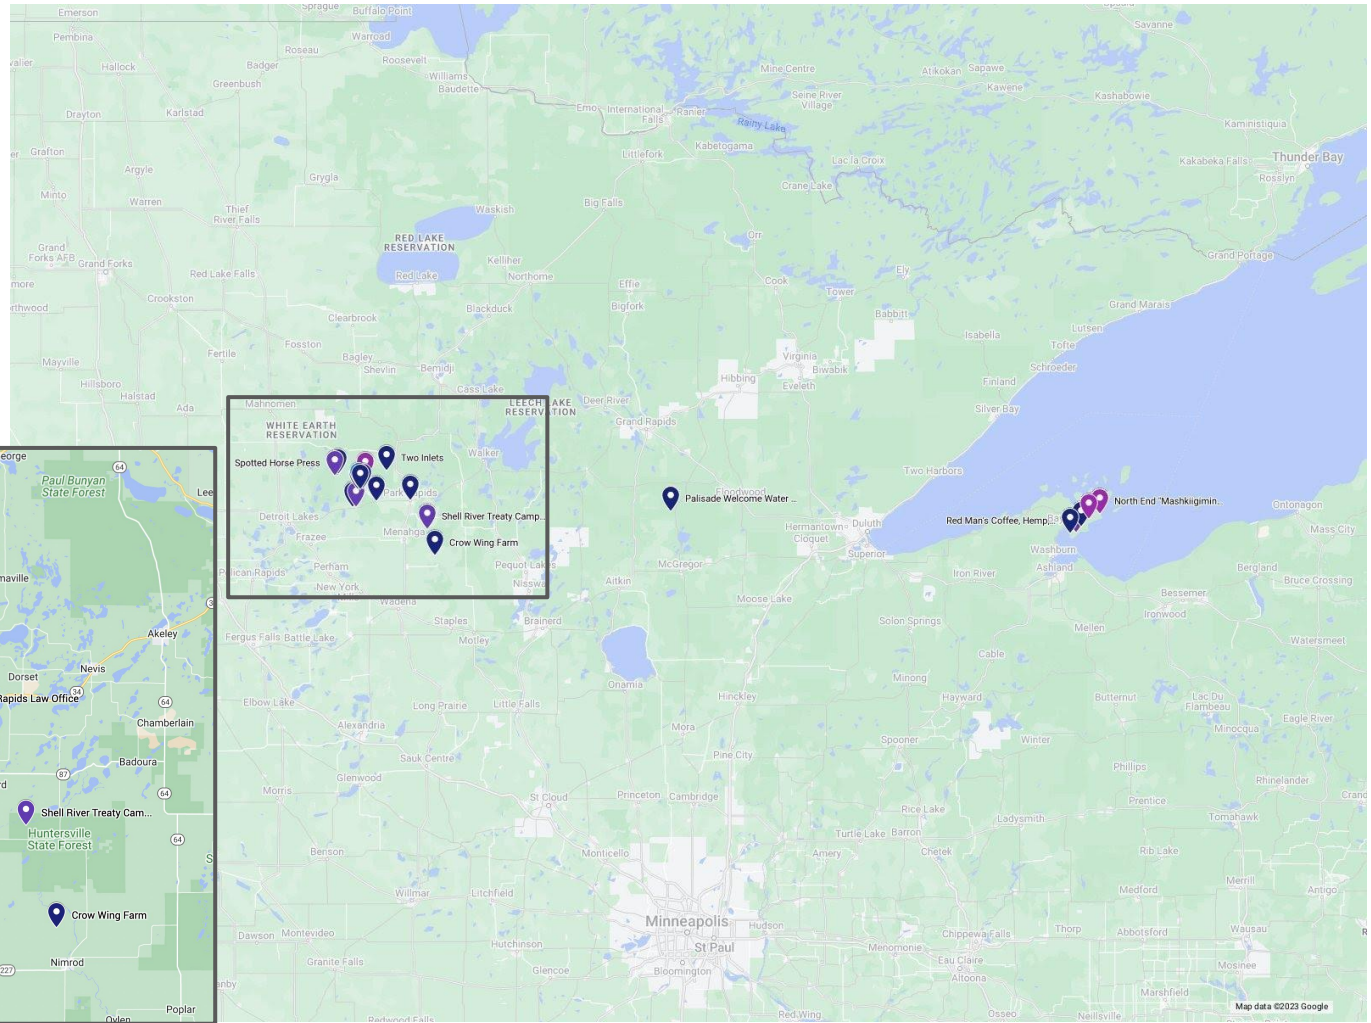 Emerson
Sprague
Buffalo Point
Savanne
Pembina
Warroad
Roseau
Roosevelt
Hallock
Badger
Mine Centre
Atikokan
Sapawe
Williams
Greenbush
Baudette
Kawene
Kashabowie
Seine River
Village
Emo
International
Falls
Ranier
Drayton
Karlstad
Rainy Lake
Kaministiquia
Kabetogama
Littlefork
Grafton
Lac la Croix
Kakabeka Falls
Thunder Bay
Rosslyn
Argyle
Grygla
Crane Lake
Minto
Warren
Big Falls
Thief
River Falls
Waskish
Orr
RED LAKE
RESERVATION
Grand
Forks AFB
Grand Forks
Kelliher
Grand Portage
Red Lake Falls
Red Lake
Northome
Ely
Effie
Cook
Tower
Crookston
Bigfork
Blackduck
Grand Marais
Babbitt
Clearbrook
Lutsen
Isabella
Tofte
Fosston
Fertile
Bagley
Virginia
Mayville
Shevlin
Bemidji
Biwabik
Schroeder
Hibbing
Eveleth
Finland
Hillsboro
Halstad
Cass Lake
Ada
Mahnomen
LEECH LAKE
RESERVATION
Deer River
Silver Bay
Grand Rapids
WHITE EARTH
RESERVATION
Walker
Spotted Horse Press
Two Inlets
Two Harbors
Park Rapids
Floodwood
Palisade Welcome Water ...
North End "Mashkiigimin...
Ontonagon
Detroit Lakes
Shell River Treaty Camp...
Hermantown
Duluth
Red Man's Coffee, Hemp,
Mass City
Frazee
Menahga
Cloquet
Superior
Crow Wing Farm
Washburn
Perham
Pequot Lakes
McGregor
Iron River
Ashland
Bergland
Pelican Rapids
New York
Mills
Nisswa
Aitkin
Bruce Crossing
Bessemer
Wadena
Moose Lake
Ironwood
Staples
Brainerd
Solon Springs
Fergus Falls
Battle Lake
Motley
Mellen
Watersmeet
Cable
Onamia
Minong
Hinckley
Hayward
Butternut
Lac Du
Flambeau
Elbow Lake
Long Prairie
Little Falls
Eagle River
Alexandria
Mora
Minocqua
Spooner
Winter
Sauk Centre
Pine City
Phillips
Glenwood
Rhinelander
Morris
St Cloud
Princeton
Cambridge
Prentice
Rice Lake
Tomahawk
Ladysmith
Turtle Lake
Barron
Benson
Monticello
Amery
Chetek
Rib Lake
Willmar
Litchfield
Merrill
Medford
Antigo
Minneapolis
Hudson
Dawson
Montevideo
St Paul
Chippewa Falls
Thorp
Abbotsford
Wausau
Hutchinson
Menomonie
Granite Falls
Eau Claire
Mosinee
Glencoe
Bloomington
Altoona
Marshfield
Redwood Falls
Red Wing
Osseo
Neillsville
Map data ©2023 Google
64
Paul Bunyan
State Forest
Akeley
Nevis
Dorset
34
Rapids Law Office
64
Chamberlain
Badoura
87
64
Shell River Treaty Cam...
Huntersville
State Forest
64
Crow Wing Farm
Nimrod
227
Poplar